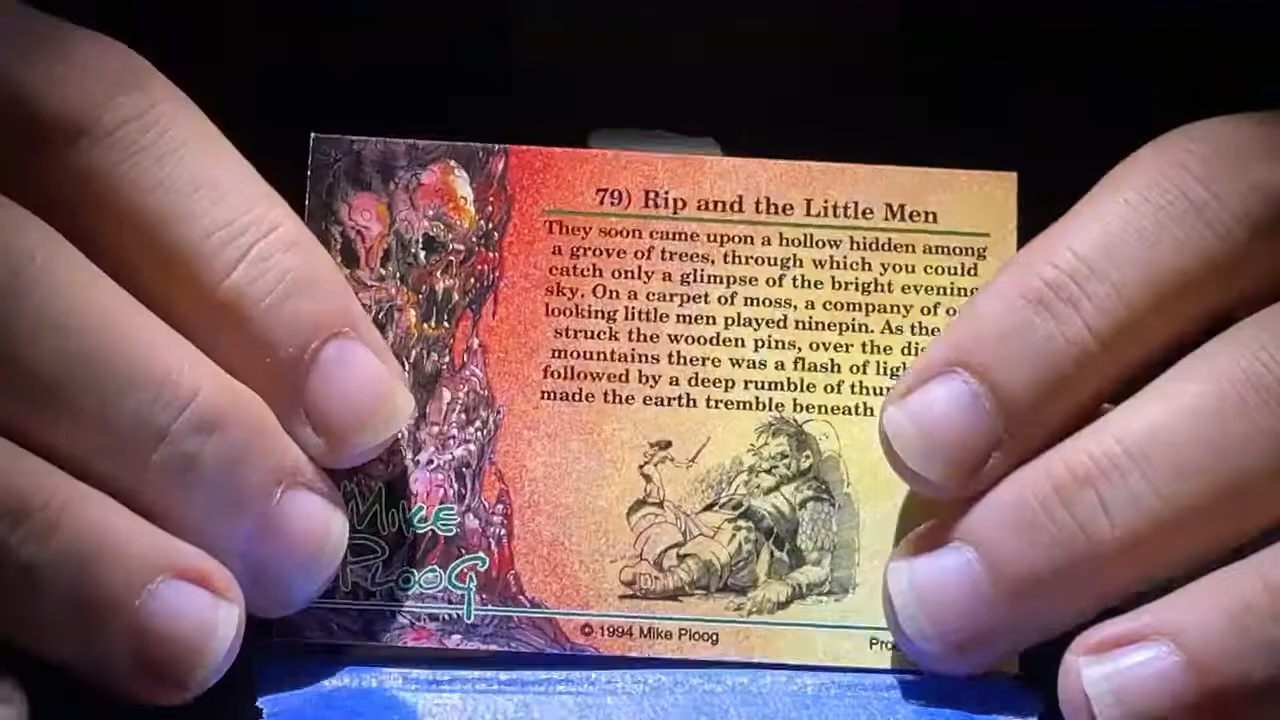 79) Rip and the Little Men
They soon came upon a hollow hidden among
a grove of trees, through which you could
catch only a glimpse of the bright evening
sky. On a carpet of moss, a company of
looking little men played ninepin. As the
struck the wooden pins, over the
mountains there was a flash of
followed by a deep rumble of
made the earth tremble beneath
MIKE
PLOOG
© 1994 Mike Ploog